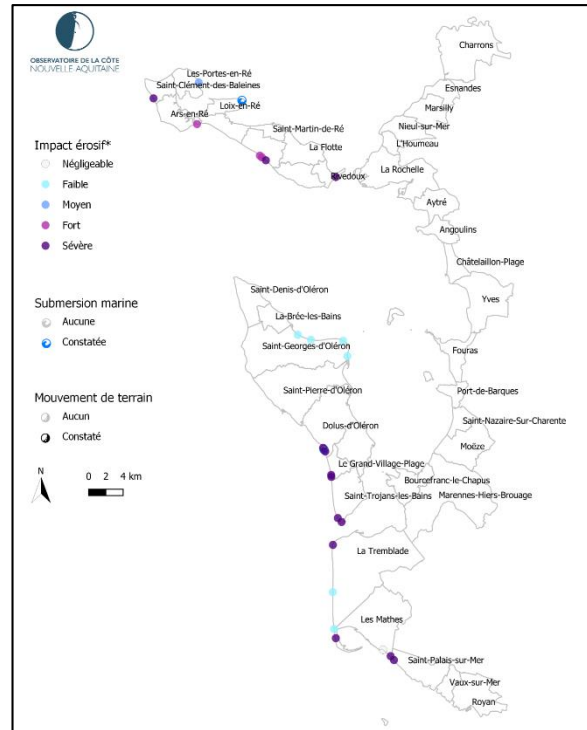 OBSERVATOIRE DE LA CÔTE
NOUVELLE-AQUITAINE
Charrons
Les-Portes-en-Ré
Saint-Clément-des-Baleines
Esnandes
Loix-en-Ré
Marsilly
Ars-en-Ré
Nieul-sur-Mer
Saint-Martin-de-Ré
L'Houmeau
La Flotte
La Rochelle
Rivedoux
Aytré
Angoulins
Châtelaillon-Plage
Yves
Impact érosif*
Négligeable
Faible
Moyen
Fort
Sévère
Submersion marine
Aucune
Constatée
Mouvement de terrain
Aucun
Constaté
N
0 2 4 km
Saint-Denis-d'Oléron
La-Brée-les-Bains
Saint-Georges-d'Oléron
Fouras
Saint-Pierre-d'Oléron
Port-de-Barques
Dolus-d'Oléron
Saint-Nazaire-Sur-Charente
Moëze
Le Grand-Village-Plage
Bourcefranc-le-Chapus
Saint-Trojans-les-Bains
Marennes-Hiers-Brouage
La Tremblade
Les Mathes
Saint-Palais-sur-Mer
Vaux-sur-Mer
Royan